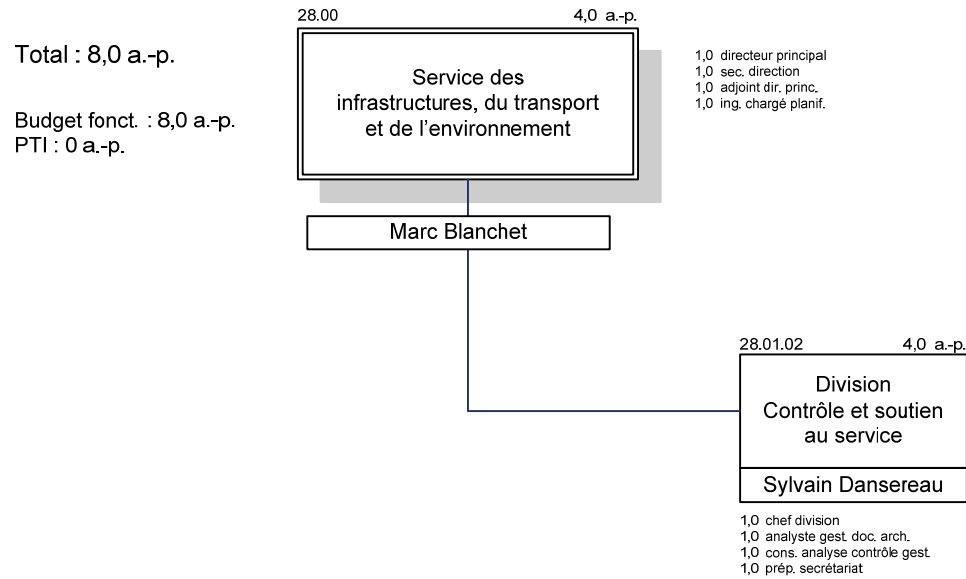 28.00 4,0 a.-p.
Total : 8,0 a.-p.
Budget fonct. : 8,0 a.-p.
PTI : 0 a.-p.
Service des
infrastructures, du transport
et de l'environnement
1,0 directeur principal
1,0 sec. direction
1,0 adjoint dir. princ.
1,0 ing. chargé planif.
Marc Blanchet
28.01.02 4,0 a.-p.
Division
Contrôle et soutien
au service
Sylvain Dansereau
1,0 chef division
1,0 analyste gest. doc. arch.
1,0 cons. analyse contrôle gest.
1,0 prép. secrétariat